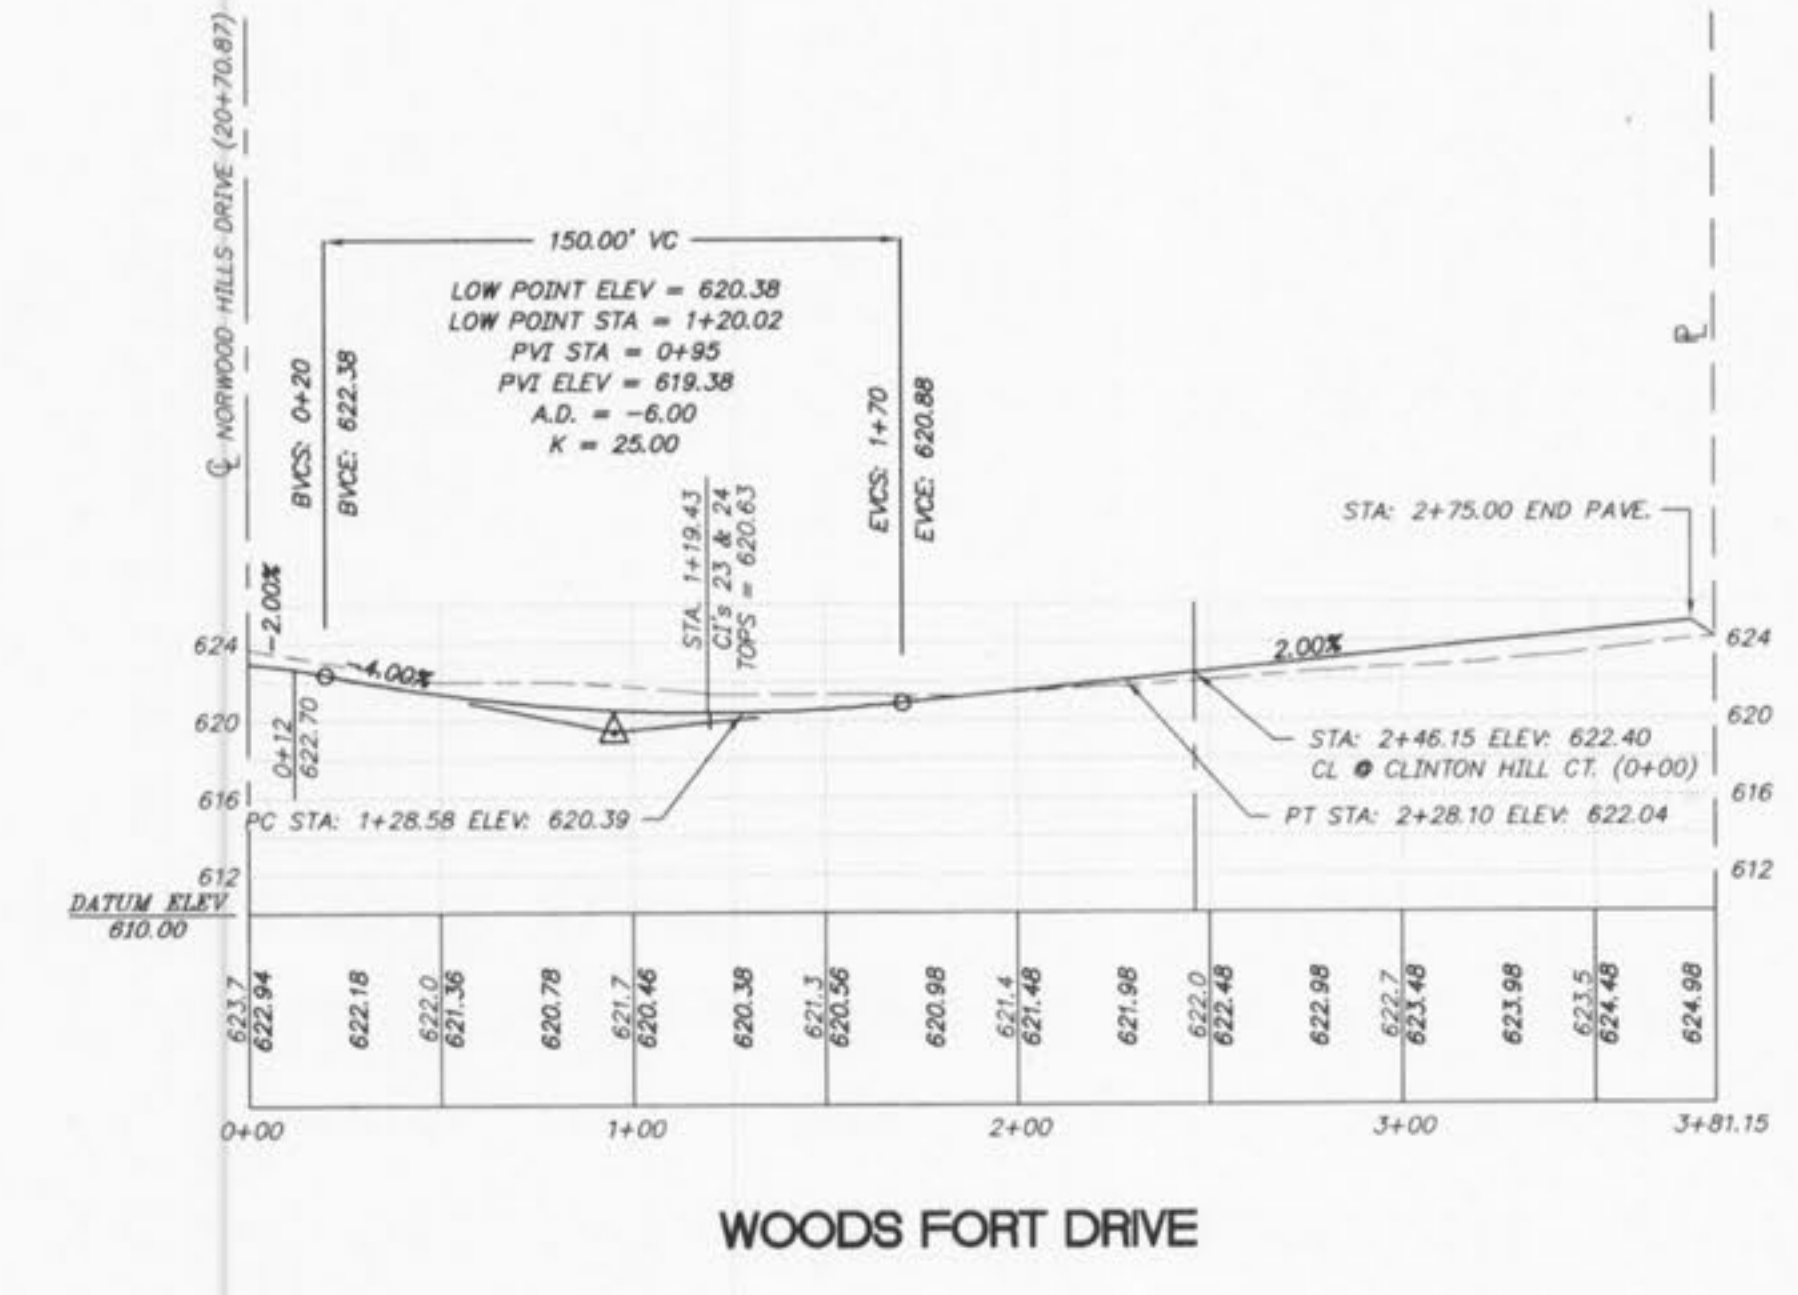 ℄ NORWOOD HILLS DRIVE (20+70.87)
150.00' VC
LOW POINT ELEV = 620.38
LOW POINT STA = 1+20.02
PVI STA = 0+95
PVI ELEV = 619.38
A.D. = -6.00
K = 25.00
BVCS: 0+20
BVCE: 622.38
EVCS: 1+70
EVCE: 620.88
STA. 1+19.43
CI's 23 & 24
TOPS = 620.63
PL
STA: 2+75.00 END PAVE.
-2.00%
-4.00%
2.00%
624
624
620
620
616
616
612
612
0+12
622.70
STA: 2+46.15 ELEV: 622.40
CL @ CLINTON HILL CT. (0+00)
PC STA: 1+28.58 ELEV: 620.39
PT STA: 2+28.10 ELEV: 622.04
DATUM ELEV
610.00
623.7
622.94
622.18
622.0
621.36
620.78
621.7
620.46
620.38
621.3
620.56
620.98
621.4
621.48
621.98
622.0
622.48
622.98
622.7
623.48
623.98
623.5
624.48
624.98
0+00
1+00
2+00
3+00
3+81.15
WOODS FORT DRIVE